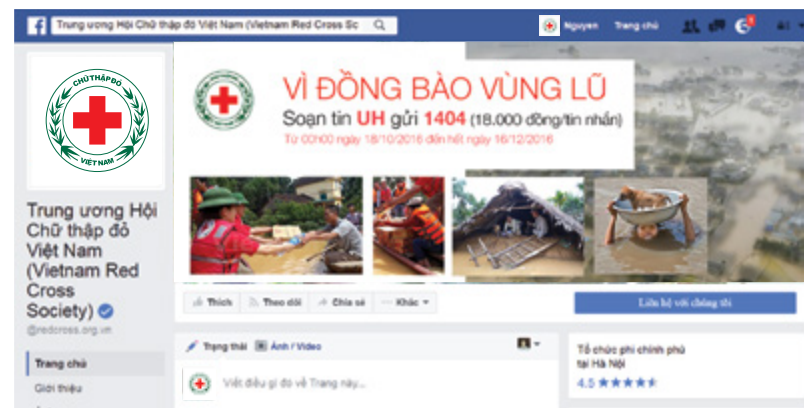 Trung ương Hội Chữ thập đỏ Việt Nam (Vietnam Red Cross Sc
Nguyen
Trang chủ
CHỮ THẬP ĐỎ
VIỆT NAM
VÌ ĐỒNG BÀO VÙNG LŨ
Soạn tin UH gửi 1404 (18.000 đồng/tin nhắn)
Từ 00h00 ngày 18/10/2016 đến hết ngày 16/12/2016
Trung ương Hội
Chữ thập đỏ
Việt Nam
(Vietnam Red
Cross
Society)
@redcross.org.vn
Thích
Theo dõi
Chia sẻ
Khác
Liên hệ với chúng tôi
Trang chủ
Giới thiệu
Trạng thái
Ảnh / Video
Viết điều gì đó về Trang này...
Tổ chức phi chính phủ
tại Hà Nội
4.5 ★★★★★